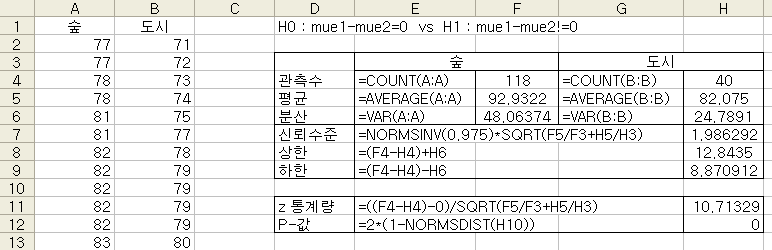 A B C D E F G H
1 숲 도시 H0 : mue1-mue2=0 vs H1 : mue1-mue2!=0
2 77 71
3 77 72 숲 도시
4 78 73 관측수 =COUNT(A:A) 118 =COUNT(B:B) 40
5 78 74 평균 =AVERAGE(A:A) 92,9322 =AVERAGE(B:B) 82,075
6 81 75 분산 =VAR(A:A) 48,06374 =VAR(B:B) 24,7891
7 81 77 신뢰수준 =NORMSINV(0,975)*SQRT(F5/F3+H5/H3) 1,986292
8 82 78 상한 =(F4-H4)+H6 12,8435
9 82 79 하한 =(F4-H4)-H6 8,870912
10 82 79
11 82 79 z 통계량 =((F4-H4)-0)/SQRT(F5/F3+H5/H3) 10,71329
12 82 79 P-값 =2*(1-NORMSDIST(H10)) 0
13 83 80